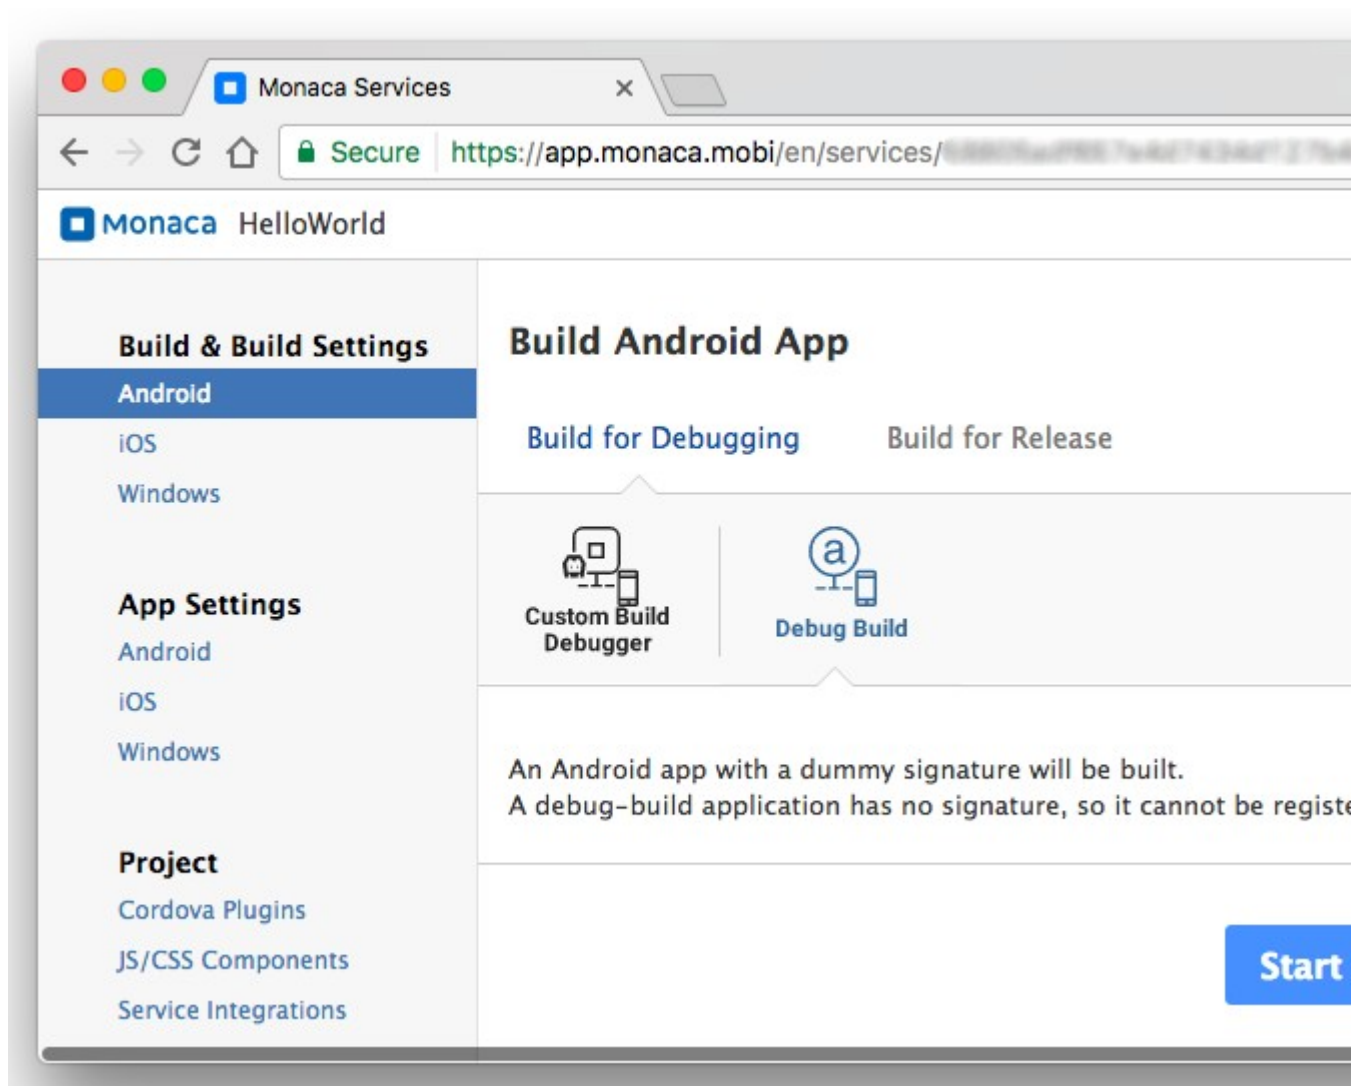 Monaca Services
Secure https://app.monaca.mobi/en/services/
Monaca HelloWorld
Build & Build Settings
Android
iOS
Windows
App Settings
Android
iOS
Windows
Project
Cordova Plugins
JS/CSS Components
Service Integrations
Build Android App
Build for Debugging Build for Release
Custom Build
Debugger
a
Debug Build
An Android app with a dummy signature will be built.
A debug-build application has no signature, so it cannot be registe
Start